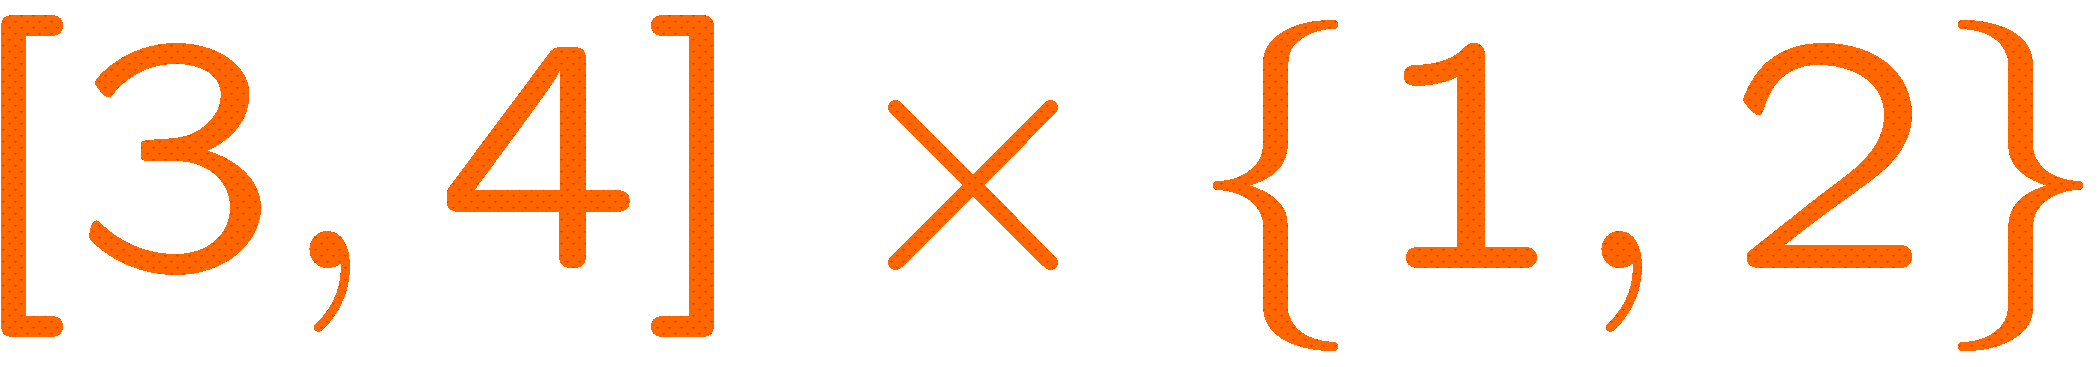 [3, 4] × {1, 2}